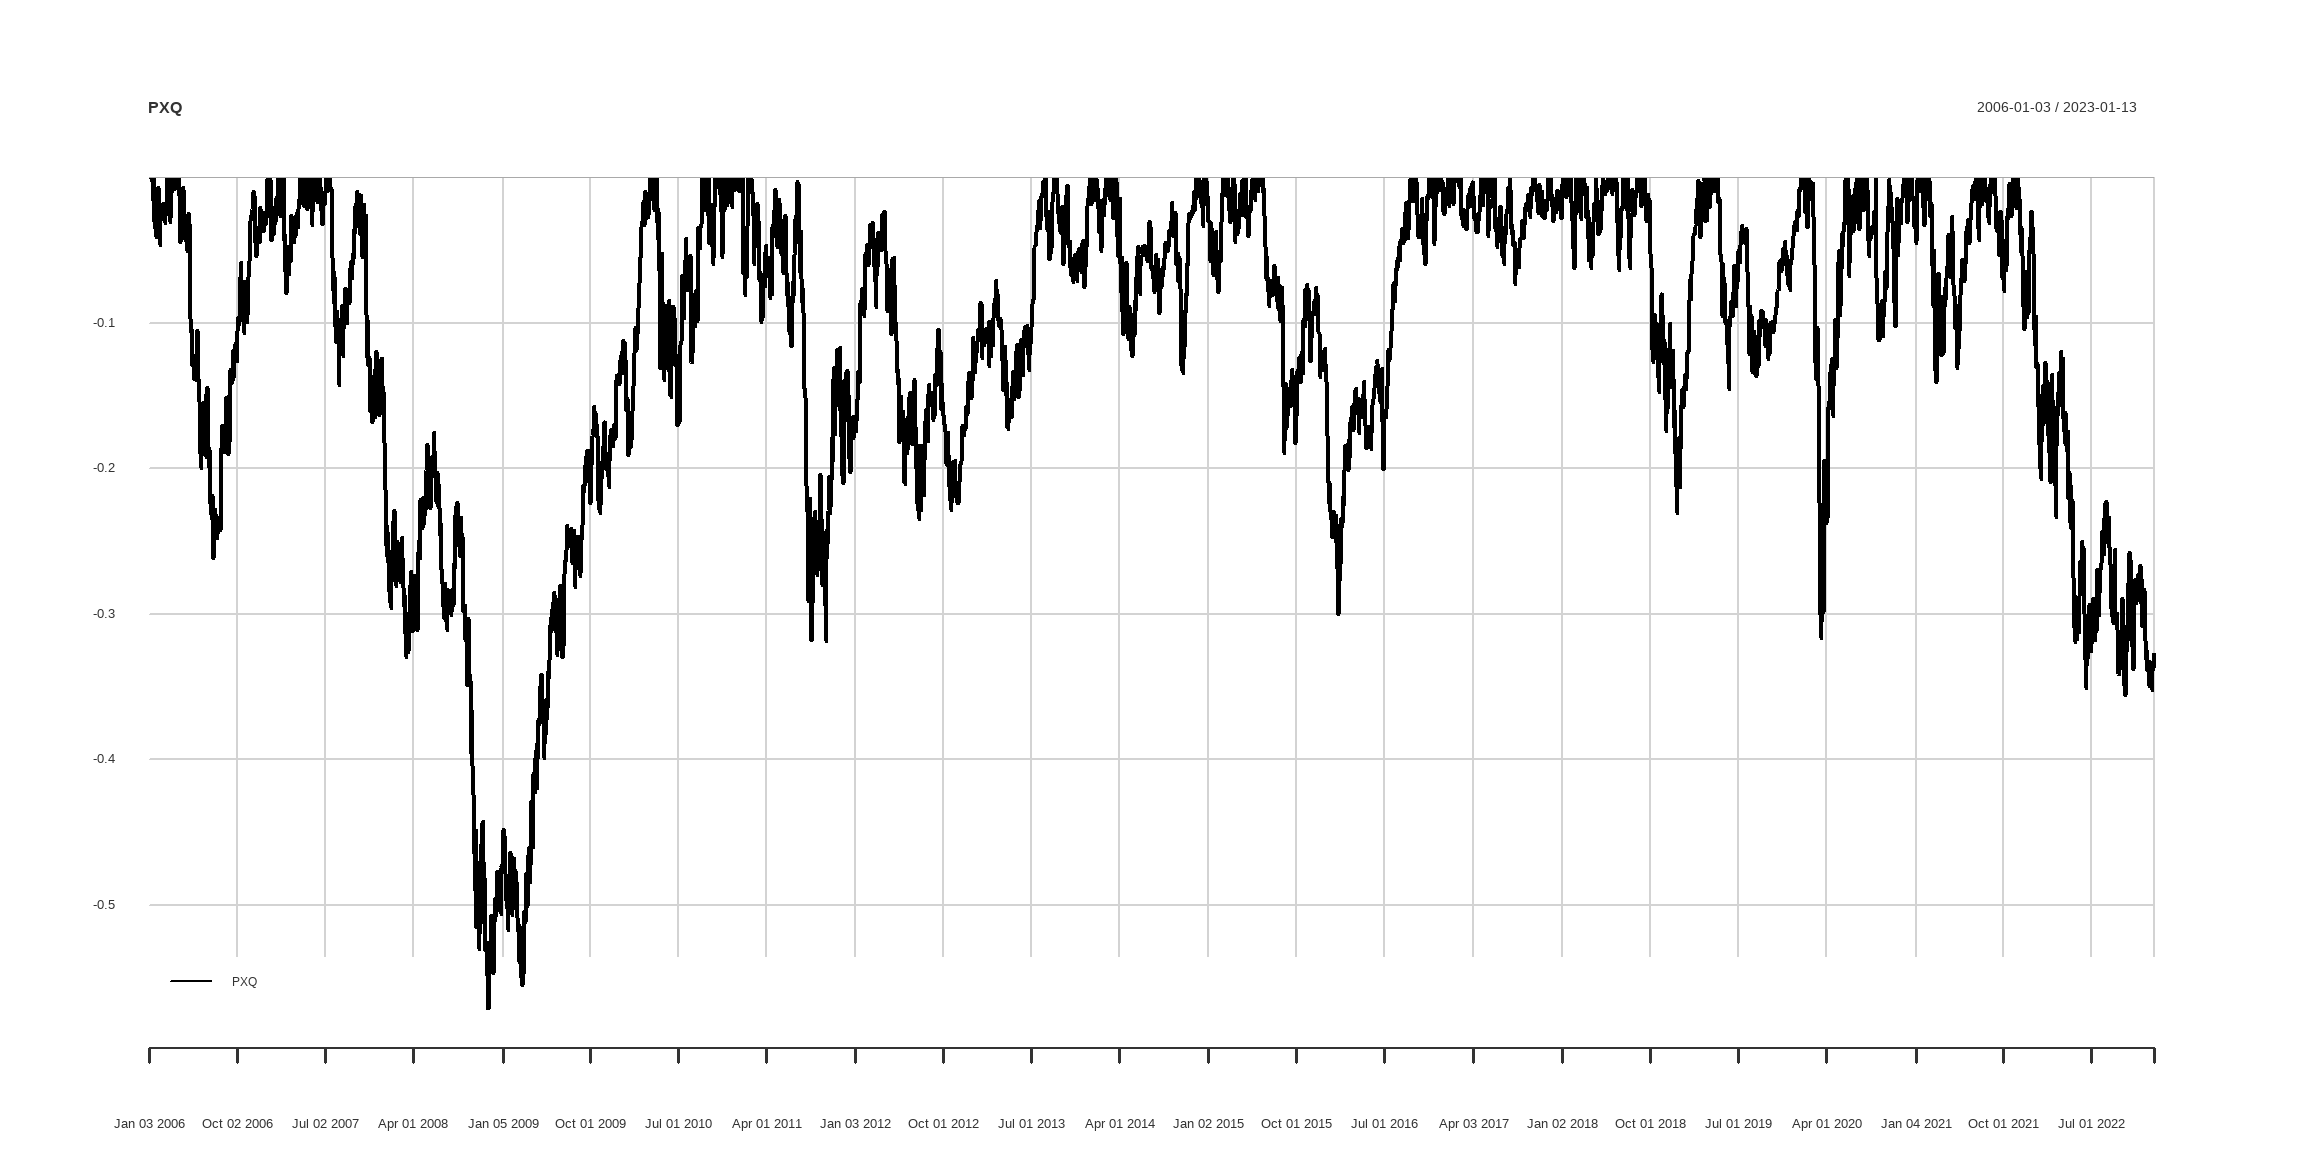 PXQ
2006-01-03 / 2023-01-13
-0.1
-0.2
-0.3
-0.4
-0.5
PXQ
Jan 03 2006 Oct 02 2006 Jul 02 2007 Apr 01 2008 Jan 05 2009 Oct 01 2009 Jul 01 2010 Apr 01 2011 Jan 03 2012 Oct 01 2012 Jul 01 2013 Apr 01 2014 Jan 02 2015 Oct 01 2015 Jul 01 2016 Apr 03 2017 Jan 02 2018 Oct 01 2018 Jul 01 2019 Apr 01 2020 Jan 04 2021 Oct 01 2021 Jul 01 2022